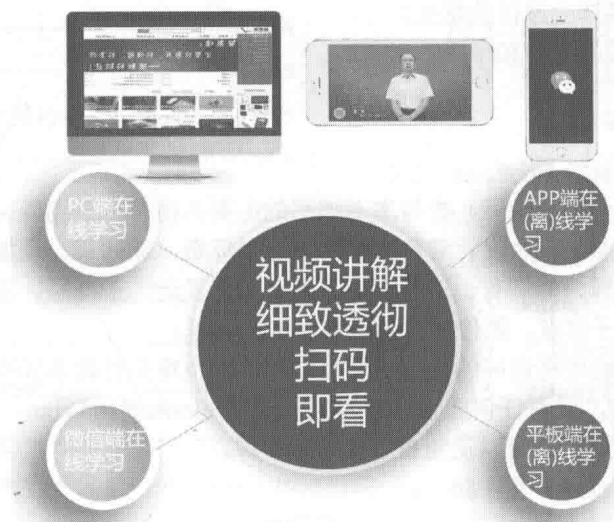 PC端在
线学习
APP端在
(离)线学
习
视频讲解
细致透彻
扫码
即看
微信端在
线学习
平板端在
(离)线学
习